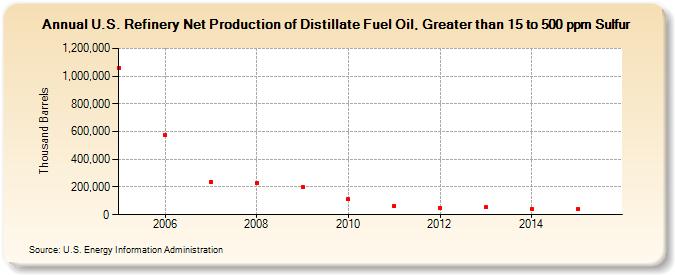 Annual U.S. Refinery Net Production of Distillate Fuel Oil, Greater than 15 to 500 ppm Sulfur
Thousand Barrels
1,200,000
1,000,000
800,000
600,000
400,000
200,000
0
2006 2008 2010 2012 2014
Source: U.S. Energy Information Administration